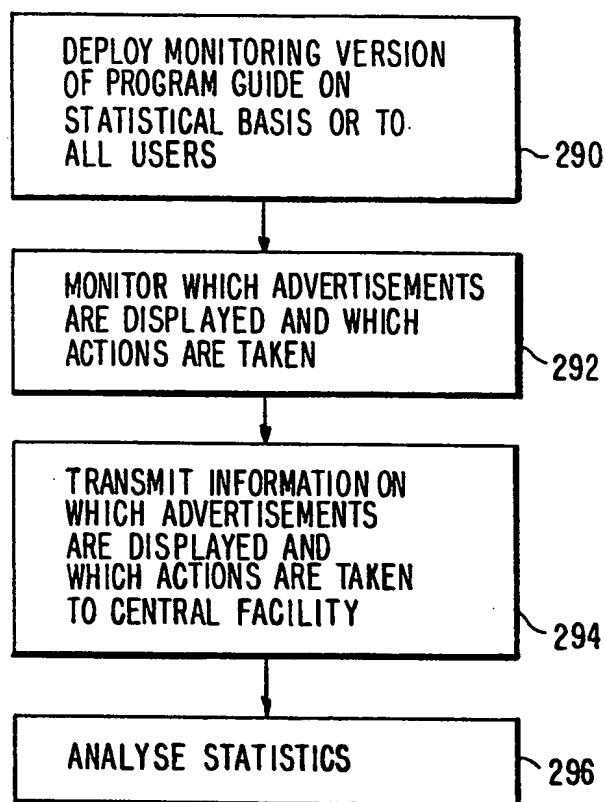 DEPLOY MONITORING VERSION
OF PROGRAM GUIDE ON
STATISTICAL BASIS OR TO
ALL USERS
290
MONITOR WHICH ADVERTISEMENTS
ARE DISPLAYED AND WHICH
ACTIONS ARE TAKEN
292
TRANSMIT INFORMATION ON
WHICH ADVERTISEMENTS
ARE DISPLAYED AND
WHICH ACTIONS ARE TAKEN
TO CENTRAL FACILITY
294
ANALYSE STATISTICS
296